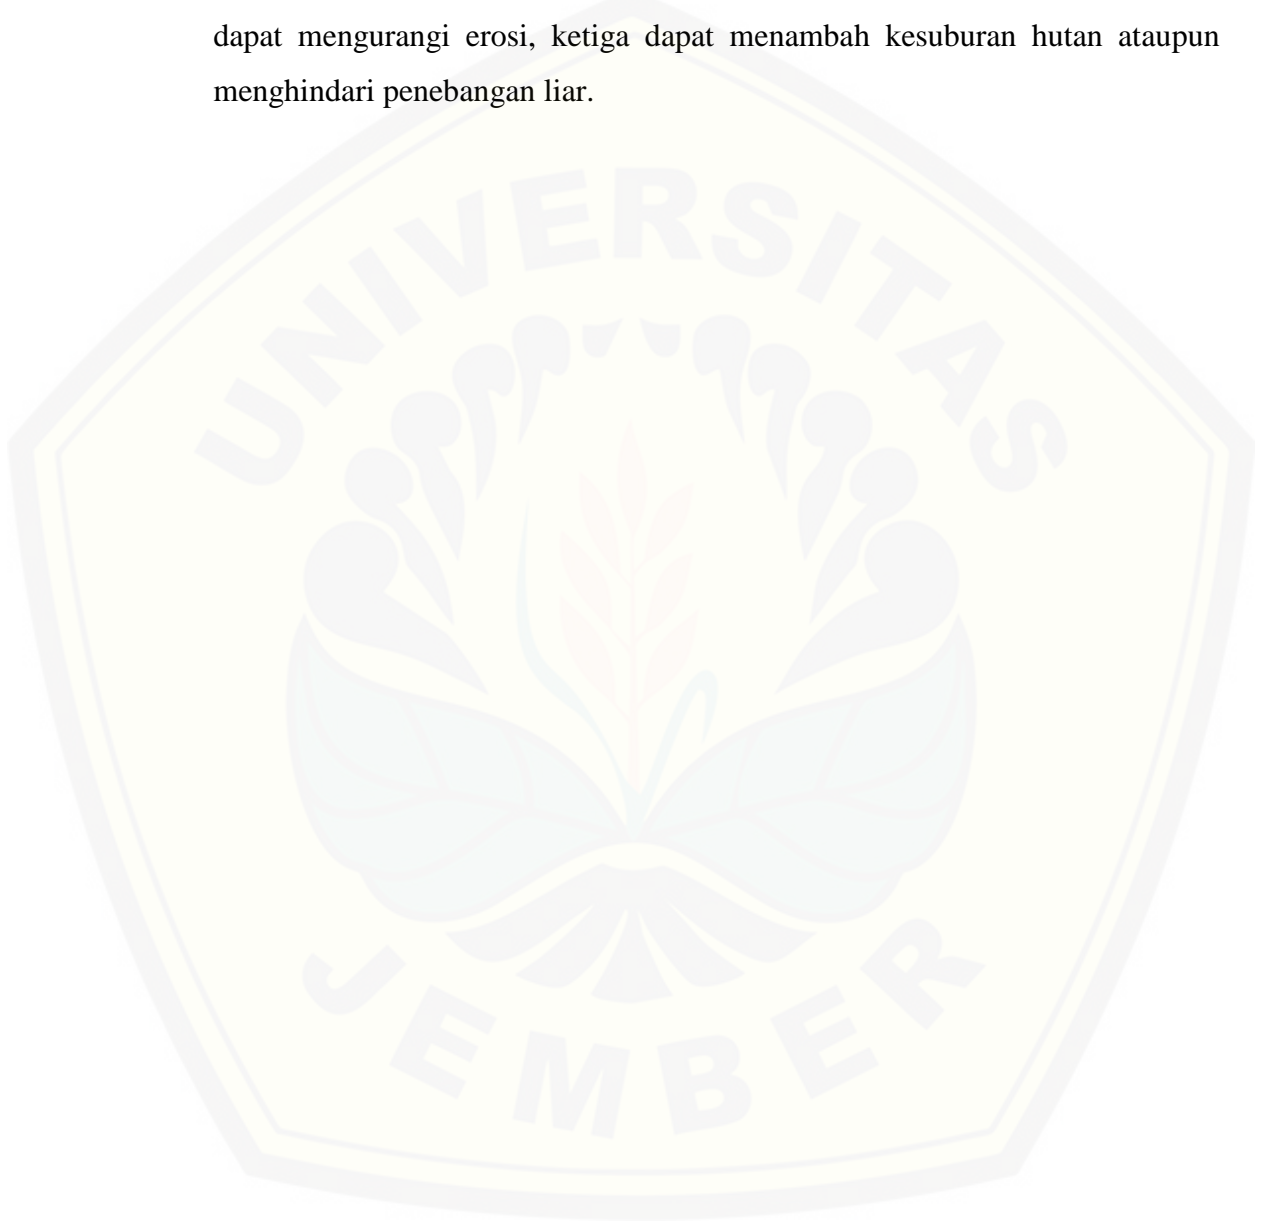 dapat mengurangi erosi, ketiga dapat menambah kesuburan hutan ataupun
menghindari penebangan liar.
UNIVERSITAS
JEMBER